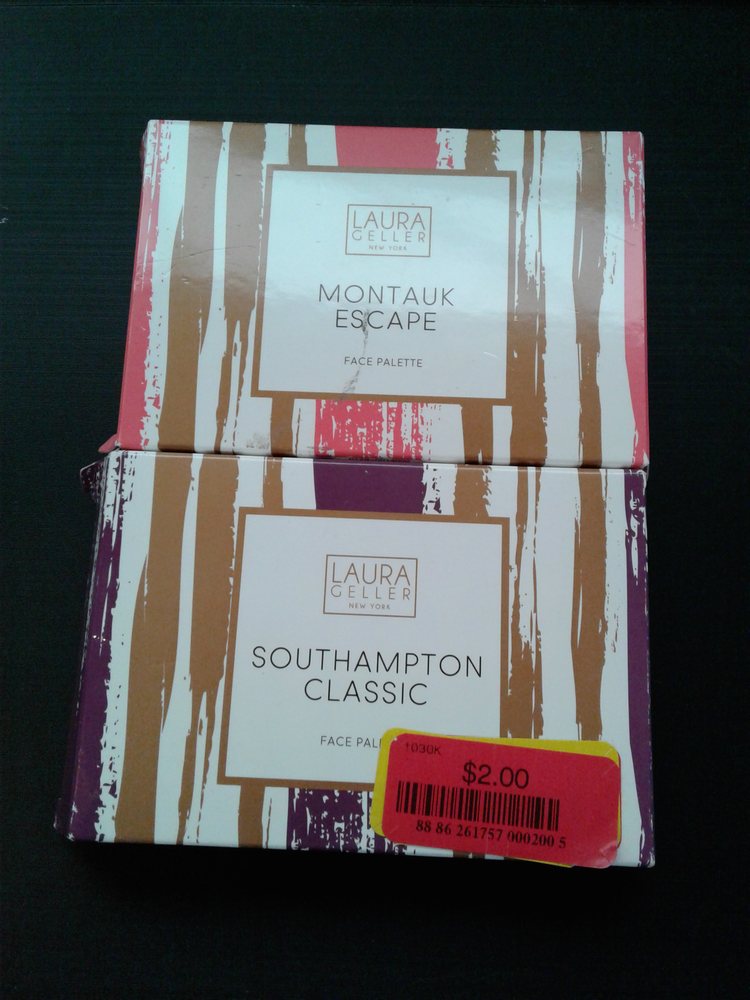 LAURA
GELLER
NEW YORK
MONTAUK
ESCAPE
FACE PALETTE
LAURA
GELLER
NEW YORK
SOUTHAMPTON
CLASSIC
FACE PAL
1030K
$2.00
88 86 261757 000200 5